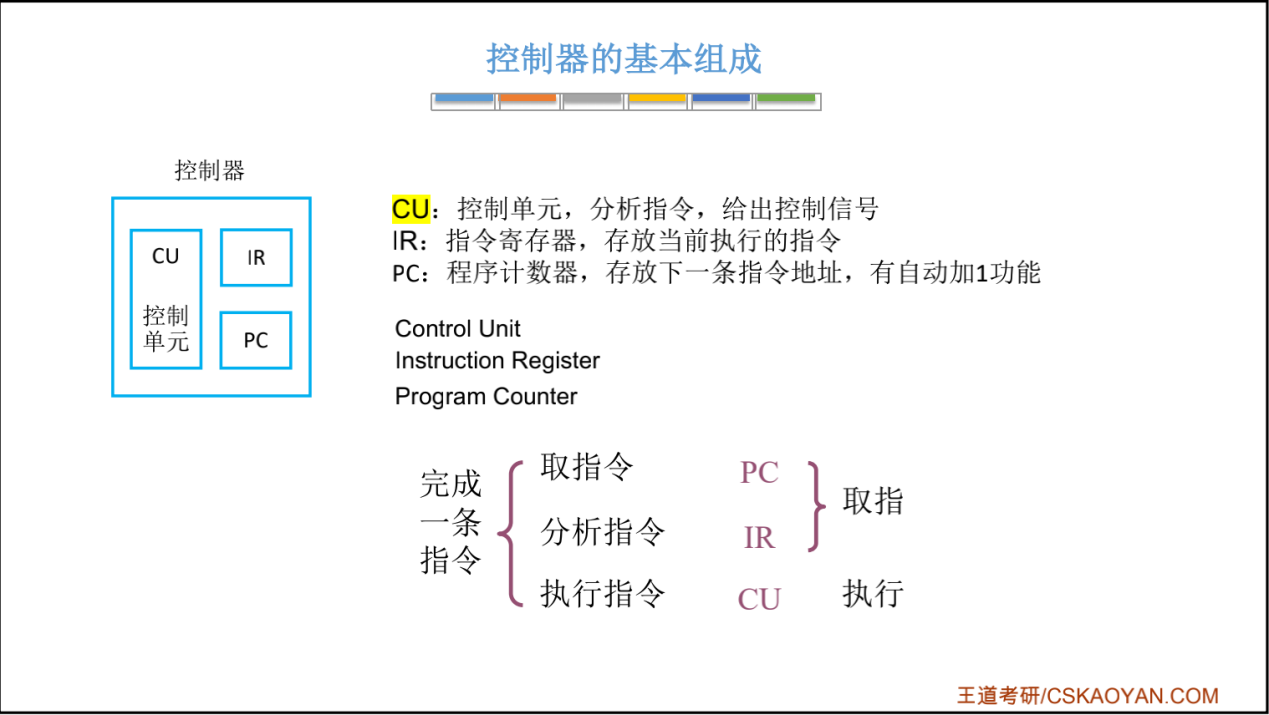 控制器的基本组成
控制器
CU
控制
单元
IR
PC
CU：控制单元，分析指令，给出控制信号
IR：指令寄存器，存放当前执行的指令
PC：程序计数器，存放下一条指令地址，有自动加1功能
Control Unit
Instruction Register
Program Counter
完成
一条
指令
取指令 PC
分析指令 IR
取指
执行指令 CU 执行
王道考研/CSKAOYAN.COM